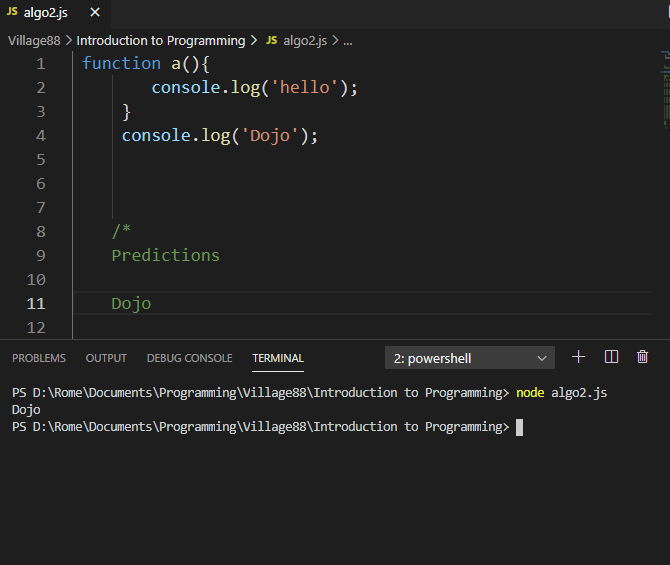 JS algo2.js ×
Village88 > Introduction to Programming > JS algo2.js > ...
1 function a(){
2 console.log('hello');
3 }
4 console.log('Dojo');
5
6
7
8 /*
9 Predictions
10
11 Dojo
12
PROBLEMS OUTPUT DEBUG CONSOLE TERMINAL 2: powershell
PS D:\Rome\Documents\Programming\Village88\Introduction to Programming> node algo2.js
Dojo
PS D:\Rome\Documents\Programming\Village88\Introduction to Programming>